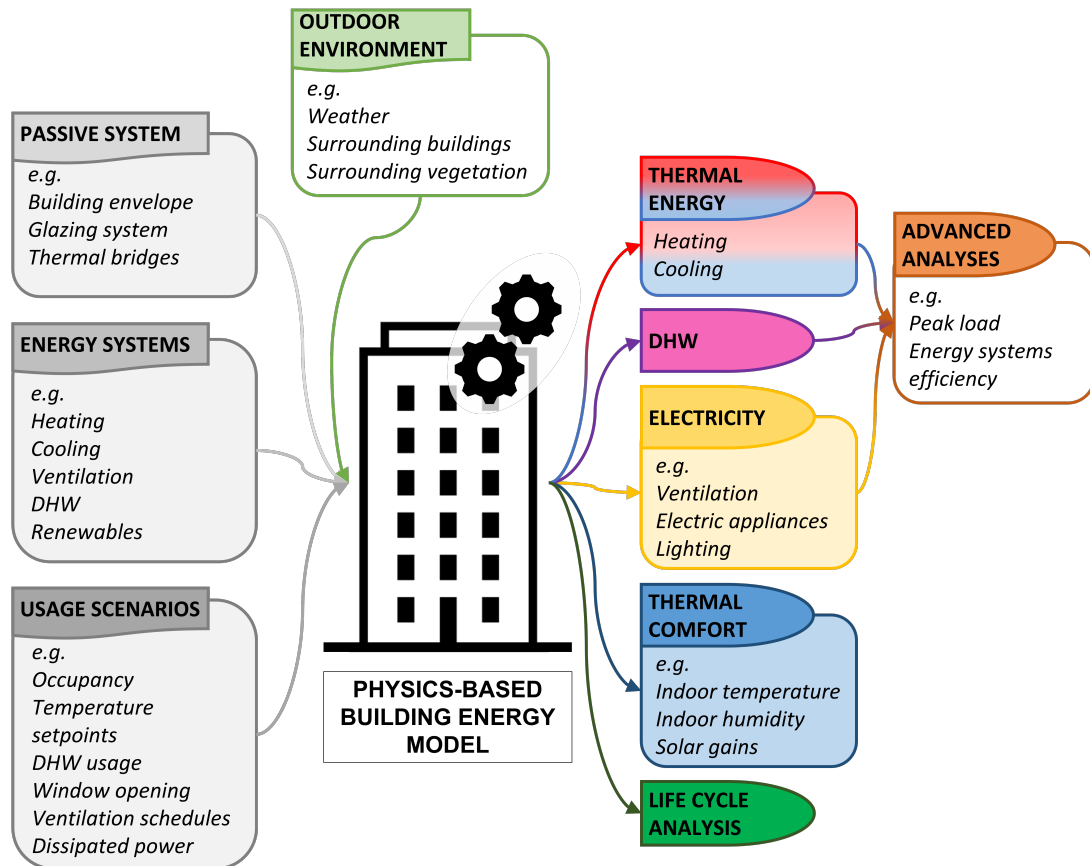 OUTDOOR
ENVIRONMENT
e.g.
Weather
Surrounding buildings
Surrounding vegetation
PASSIVE SYSTEM
e.g.
Building envelope
Glazing system
Thermal bridges
ENERGY SYSTEMS
e.g.
Heating
Cooling
Ventilation
DHW
Renewables
USAGE SCENARIOS
e.g.
Occupancy
Temperature
setpoints
DHW usage
Window opening
Ventilation schedules
Dissipated power
PHYSICS-BASED
BUILDING ENERGY
MODEL
THERMAL
ENERGY
Heating
Cooling
DHW
ELECTRICITY
e.g.
Ventilation
Electric appliances
Lighting
THERMAL
COMFORT
e.g.
Indoor temperature
Indoor humidity
Solar gains
LIFE CYCLE
ANALYSIS
ADVANCED
ANALYSES
e.g.
Peak load
Energy systems
efficiency